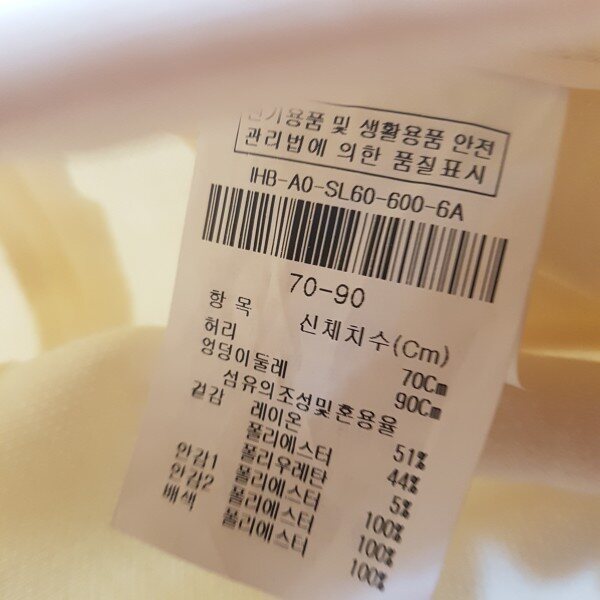 전기용품 및 생활용품 안전
관리법에 의한 품질표시
IHB-A0-SL60-600-6A
70-90
항 목 신체치수(Cm)
허리 70Cm
엉덩이둘레 90Cm
섬유의조성및혼용율
겉감 레이온 51%
폴리에스터 44%
폴리우레탄 5%
안감1 폴리에스터 100%
안감2 폴리에스터 100%
배색 폴리에스터 100%